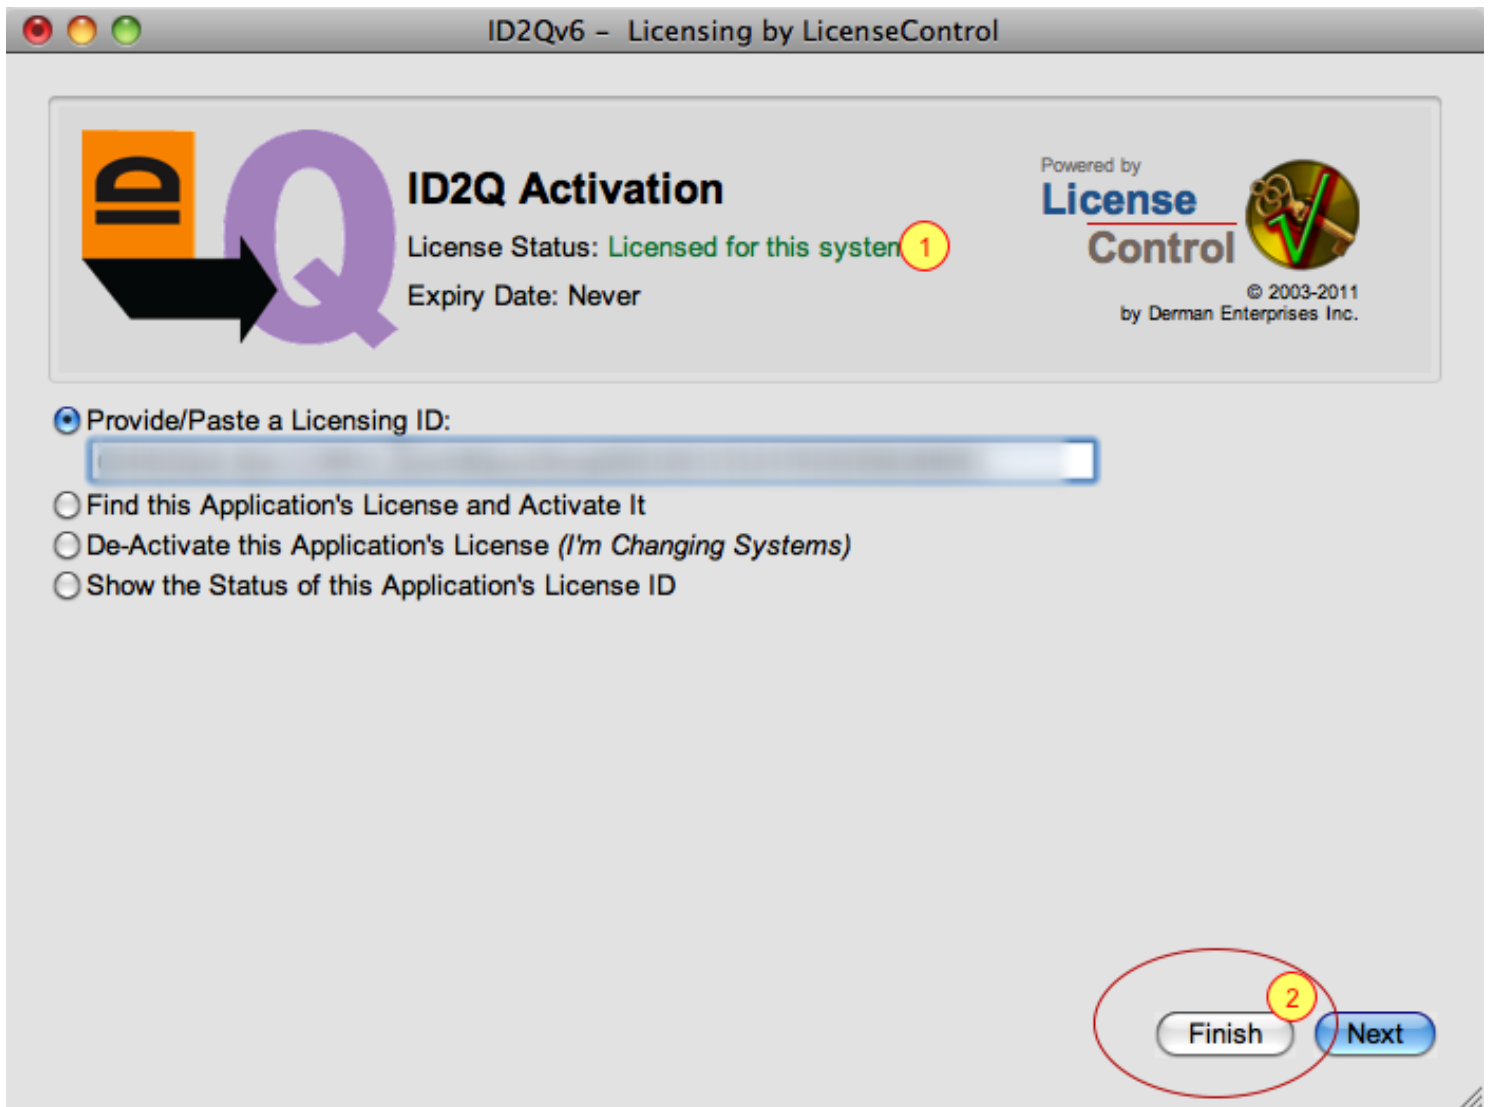 ID2Qv6 – Licensing by LicenseControl
ID
Q
ID2Q Activation
License Status: Licensed for this system
1
Expiry Date: Never
Powered by
License
Control
© 2003-2011
by Derman Enterprises Inc.
Provide/Paste a Licensing ID:
Find this Application's License and Activate It
De-Activate this Application's License (I'm Changing Systems)
Show the Status of this Application's License ID
2
Finish
Next